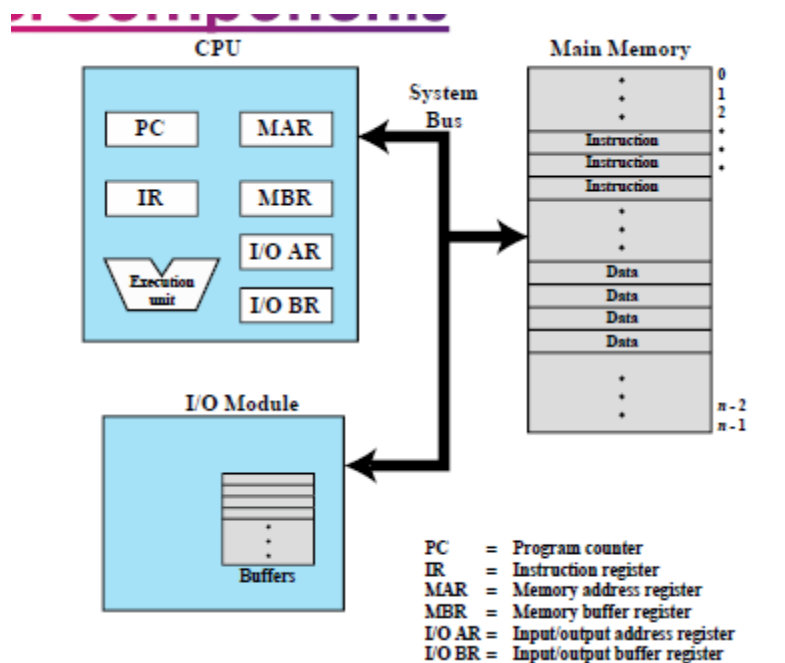 Components
CPU
Main Memory
System
Bus
PC
MAR
IR
MBR
I/O AR
Execution
unit
I/O BR
0
1
2
Instruction
Instruction
Instruction
Data
Data
Data
Data
n - 2
n - 1
I/O Module
Buffers
PC = Program counter
IR = Instruction register
MAR = Memory address register
MBR = Memory buffer register
I/O AR = Input/output address register
I/O BR = Input/output buffer register